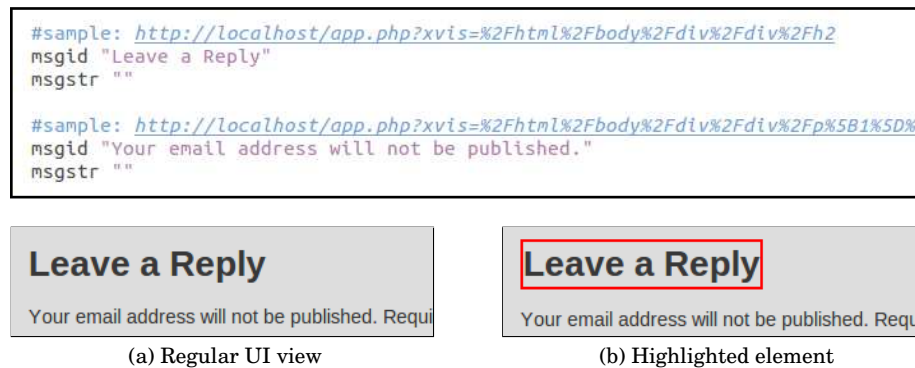 #sample: http://localhost/app.php?xvis=%2Fhtml%2Fbody%2Fdiv%2Fdiv%2Fh2
msgid "Leave a Reply"
msgstr ""
#sample: http://localhost/app.php?xvis=%2Fhtml%2Fbody%2Fdiv%2Fdiv%2Fp%5B1%5D%
msgid "Your email address will not be published."
msgstr ""
Leave a Reply
Your email address will not be published. Requi
(a) Regular UI view
Leave a Reply
Your email address will not be published. Requ
(b) Highlighted element